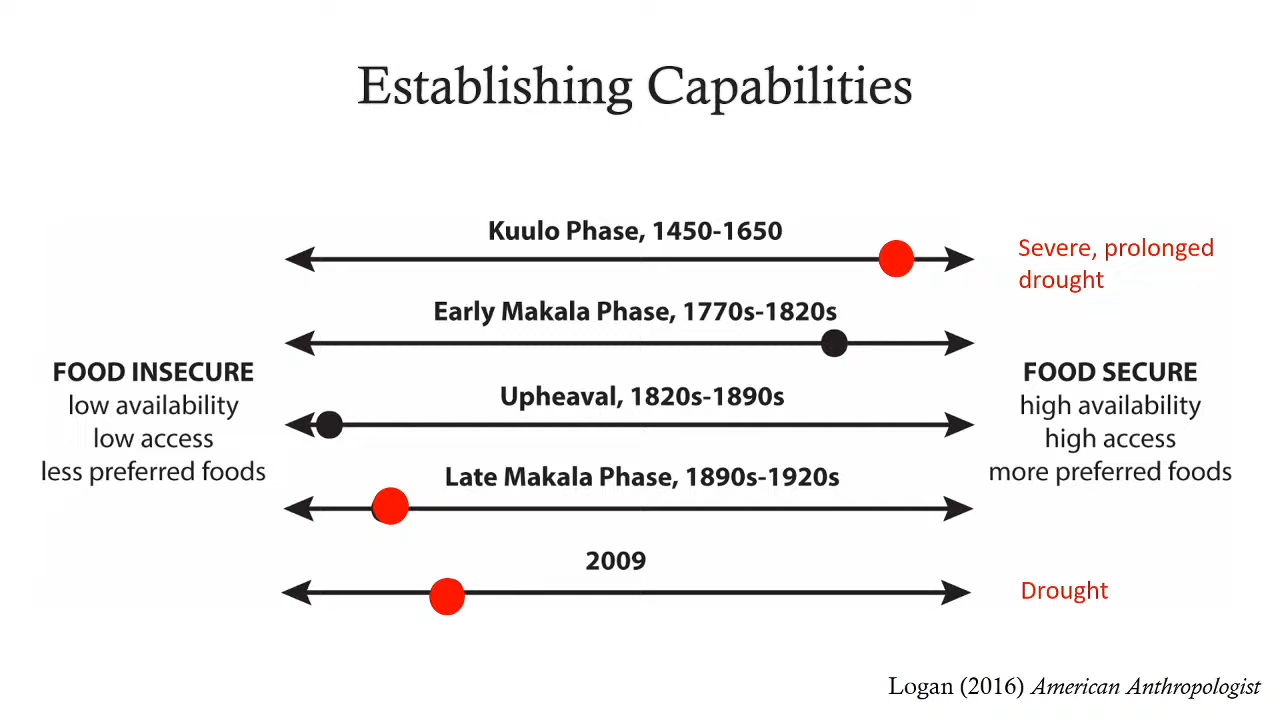 Establishing Capabilities
Kuulo Phase, 1450-1650
Severe, prolonged
drought
Early Makala Phase, 1770s-1820s
FOOD INSECURE
low availability
low access
less preferred foods
Upheaval, 1820s-1890s
FOOD SECURE
high availability
high access
more preferred foods
Late Makala Phase, 1890s-1920s
2009
Drought
Logan (2016) American Anthropologist